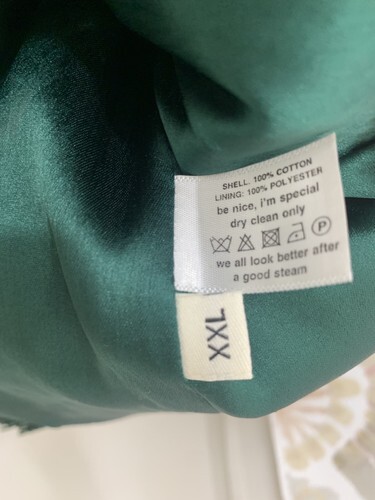 SHELL: 100% COTTON
LINING: 100% POLYESTER
be nice, i'm special
dry clean only
P
we all look better after
a good steam
XXL